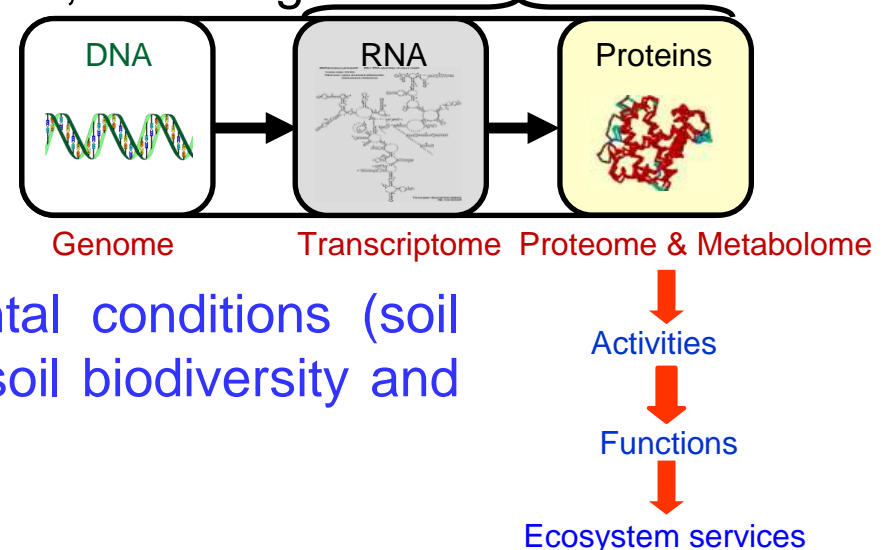 DNA
RNA
Proteins
Genome
Transcriptome
Proteome & Metabolome
ntal conditions (soil
soil biodiversity and
Activities
Functions
Ecosystem services